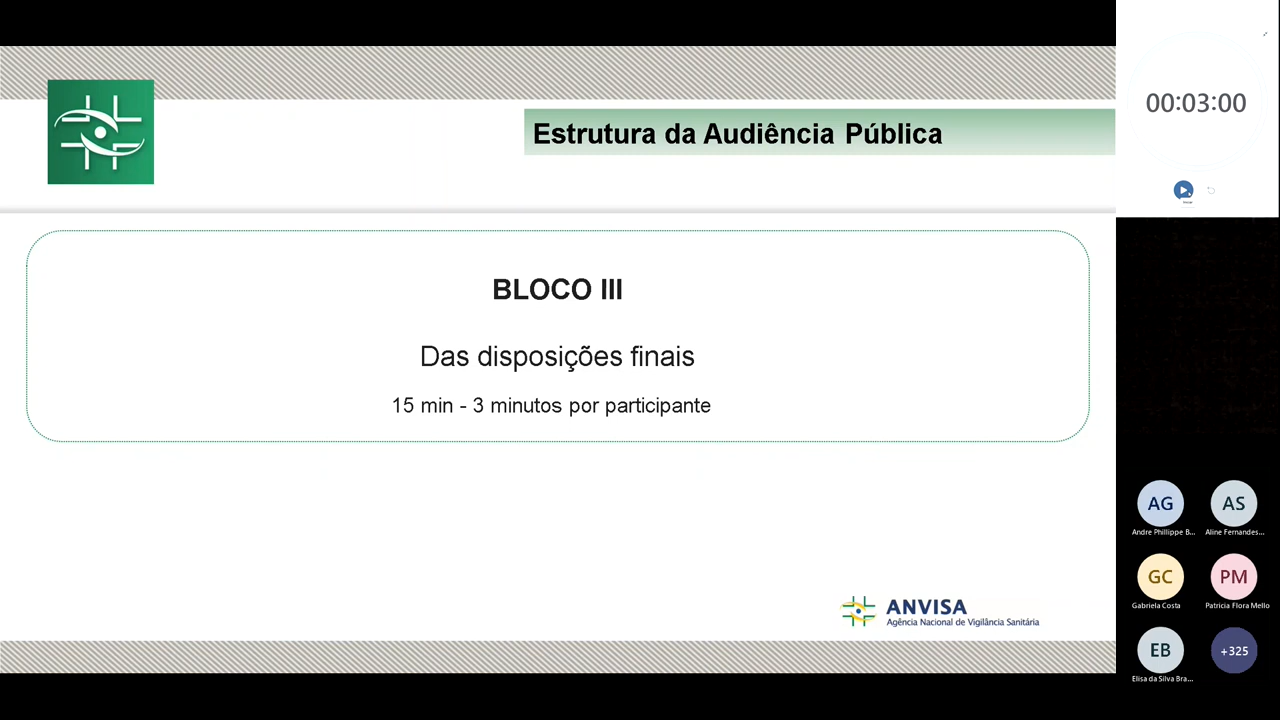 00:03:00
Estrutura da Audiência Pública
BLOCO III
Das disposições finais
15 min - 3 minutos por participante
ANVISA
Agência Nacional de Vigilância Sanitária
AG
AS
Andre Phillippe B...
Aline Fernandes...
GC
PM
Gabriela Costa
Patricia Flora Mello
EB
+325
Elisa da Silva Bra...